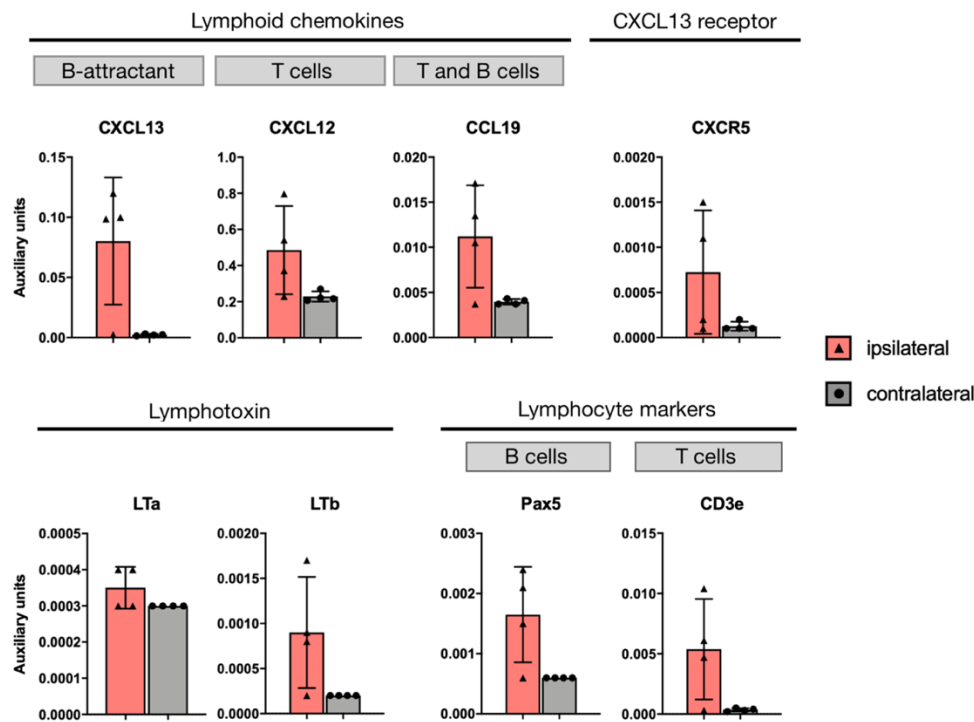 Lymphoid chemokines
CXCL13 receptor
B-attractant
T cells
T and B cells
CXCL13
CXCL12
CCL19
CXCR5
Auxiliary units
0.15
0.10
0.05
0.00
1.0
0.8
0.6
0.4
0.2
0.0
0.020
0.015
0.010
0.005
0.000
0.0020
0.0015
0.0010
0.0005
0.0000
ipsilateral
contralateral
Lymphotoxin
Lymphocyte markers
B cells
T cells
LTa
LTb
Pax5
CD3e
Auxiliary units
0.0005
0.0004
0.0003
0.0002
0.0001
0.0000
0.0020
0.0015
0.0010
0.0005
0.0000
0.003
0.002
0.001
0.000
0.015
0.010
0.005
0.000